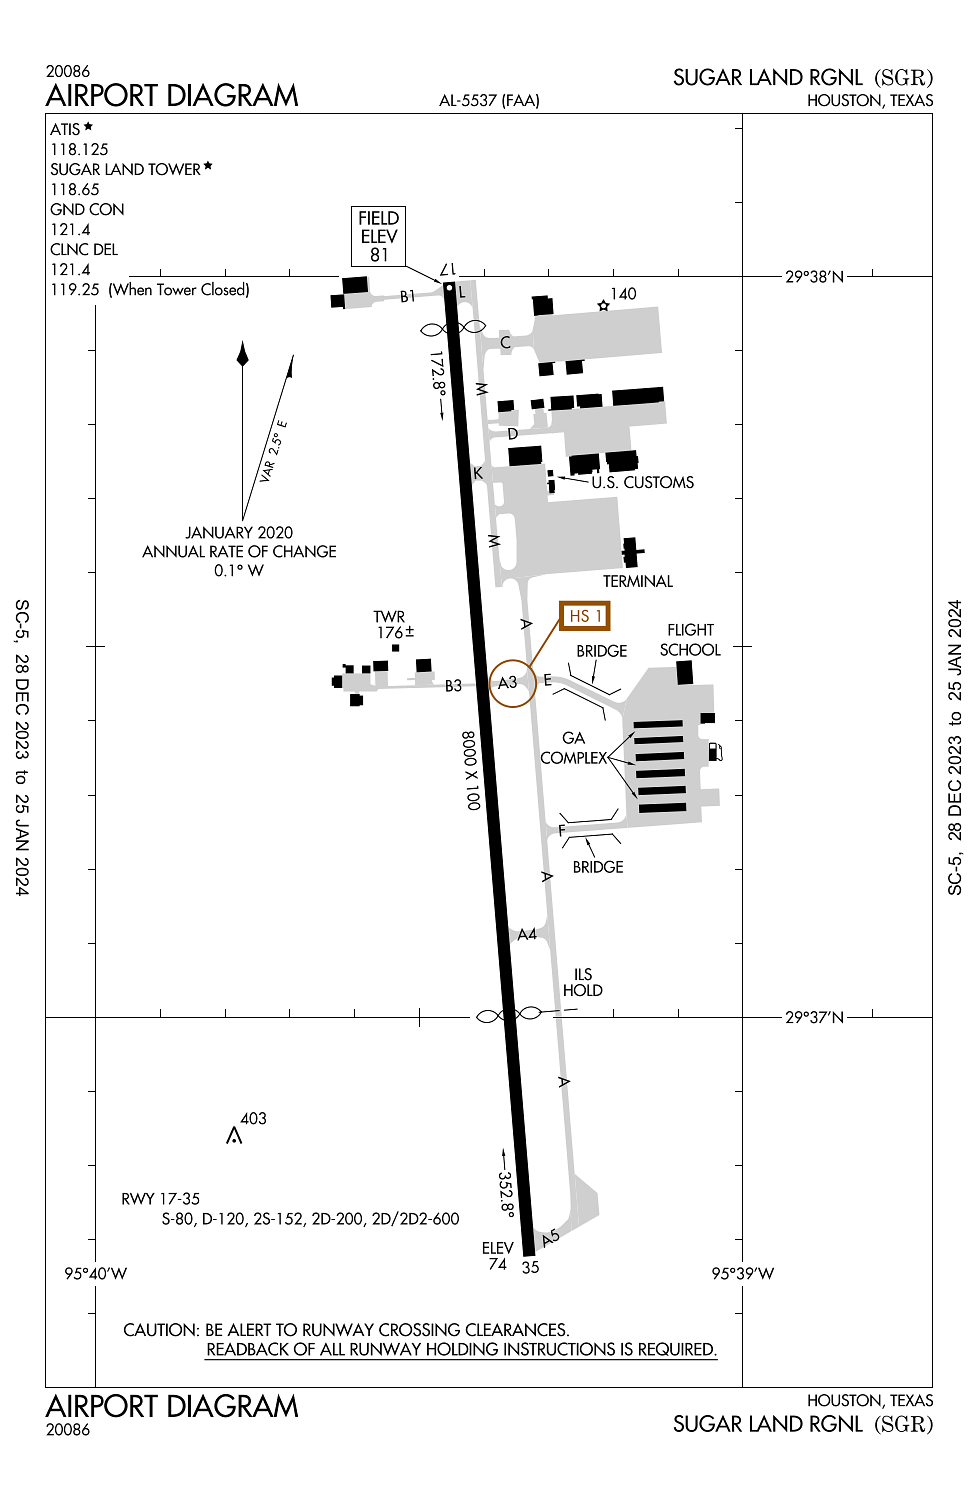 20086
AIRPORT DIAGRAM
AL-5537 (FAA)
SUGAR LAND RGNL (SGR)
HOUSTON, TEXAS
ATIS ★
118.125
SUGAR LAND TOWER ★
118.65
GND CON
121.4
CLNC DEL
121.4
119.25 (When Tower Closed)
FIELD
ELEV
81
17
29°38'N
B1
L
140
C
172.8°
M
D
K
U.S. CUSTOMS
VAR 2.5° E
JANUARY 2020
ANNUAL RATE OF CHANGE
0.1° W
M
TERMINAL
HS 1
TWR
176±
A
BRIDGE
FLIGHT
SCHOOL
B3
A3
E
8000 X 100
GA
COMPLEX
F
BRIDGE
A
A4
ILS
HOLD
29°37'N
A
403
352.8°
RWY 17-35
S-80, D-120, 2S-152, 2D-200, 2D/2D2-600
A5
ELEV
74
35
95°40'W
95°39'W
CAUTION: BE ALERT TO RUNWAY CROSSING CLEARANCES.
READBACK OF ALL RUNWAY HOLDING INSTRUCTIONS IS REQUIRED.
SC-5, 28 DEC 2023 to 25 JAN 2024
SC-5, 28 DEC 2023 to 25 JAN 2024
AIRPORT DIAGRAM
20086
HOUSTON, TEXAS
SUGAR LAND RGNL (SGR)